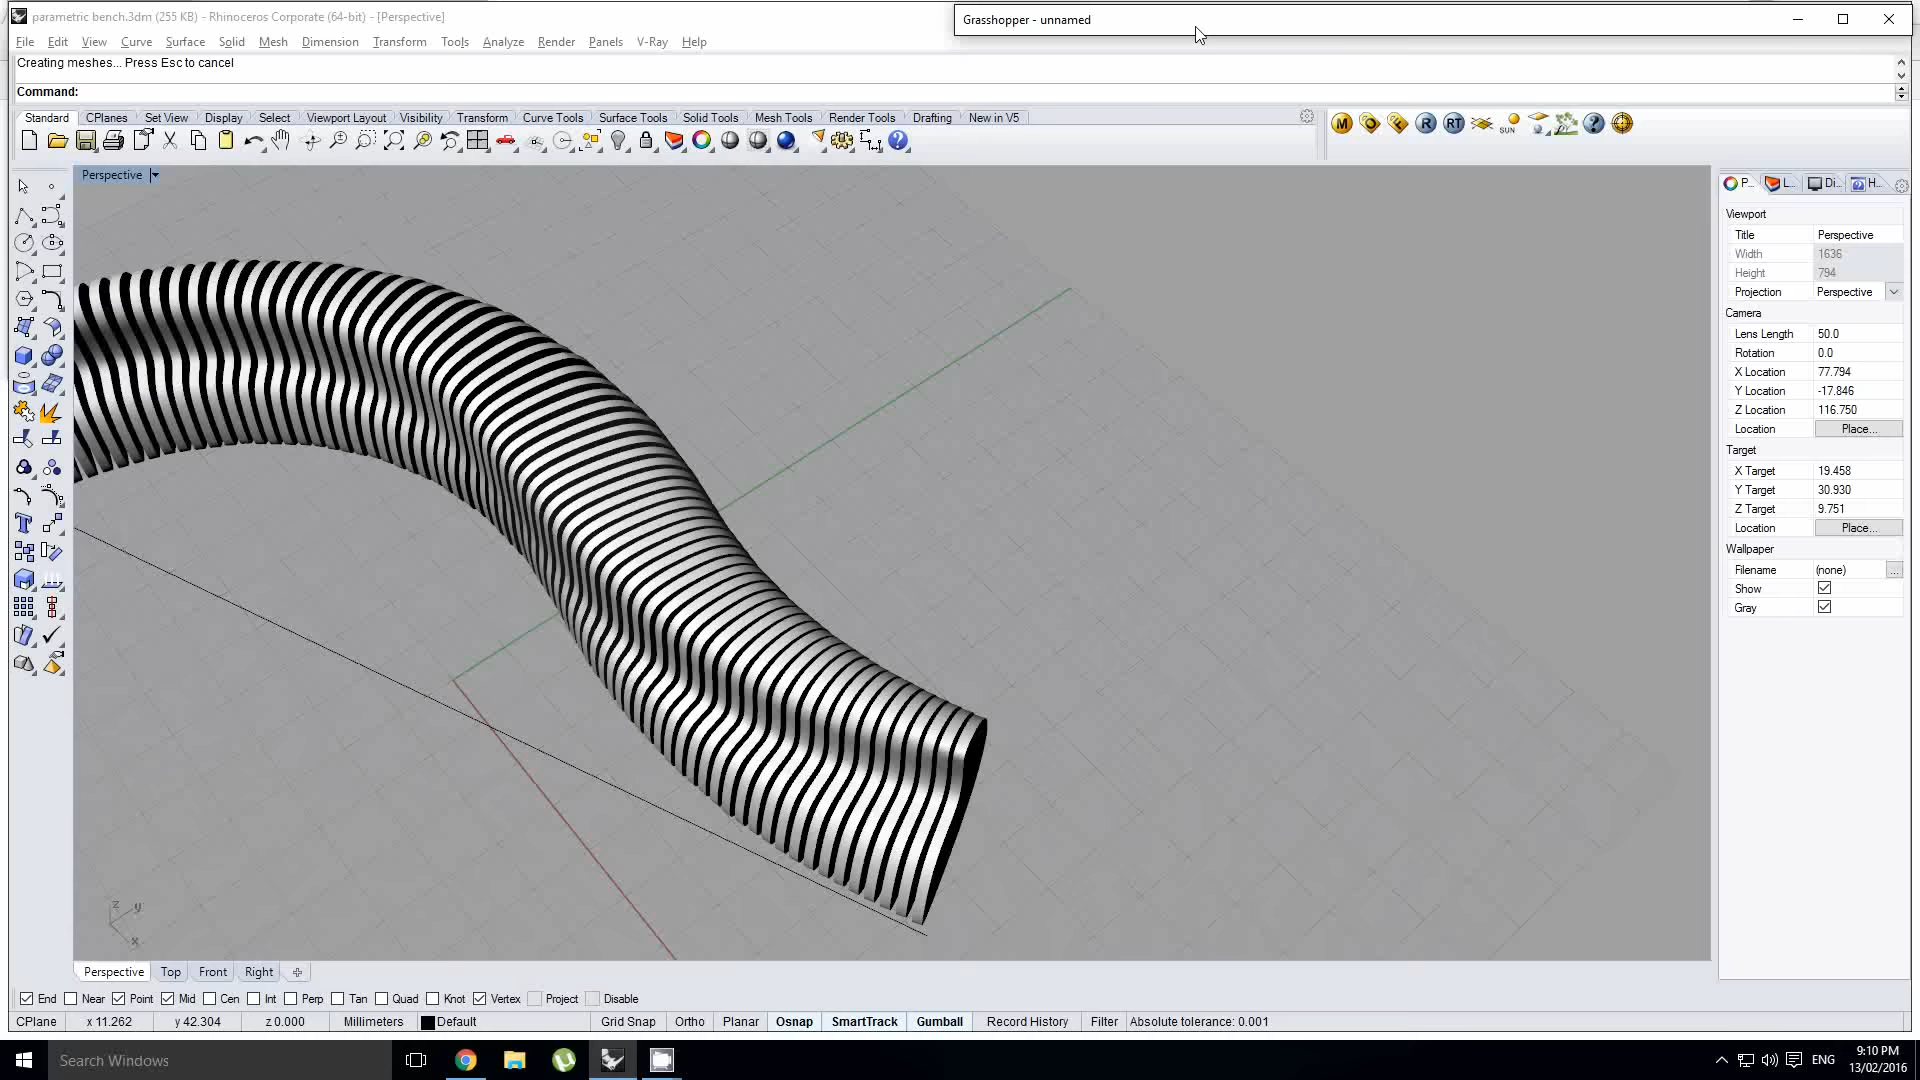 parametric bench.3dm (255 KB) - Rhinoceros Corporate (64-bit) - [Perspective]
Grasshopper - unnamed
File Edit View Curve Surface Solid Mesh Dimension Transform Tools Analyze Render Panels V-Ray Help
Creating meshes... Press Esc to cancel
Command:
Standard CPlanes Set View Display Select Viewport Layout Visibility Transform Curve Tools Surface Tools Solid Tools Mesh Tools Render Tools Drafting New in V5
M R RT SUN
Perspective
P... L... Di... H...
Viewport
Title Perspective
Width 1636
Height 794
Projection Perspective
Camera
Lens Length 50.0
Rotation 0.0
X Location 77.794
Y Location -17.846
Z Location 116.750
Location Place...
Target
X Target 19.458
Y Target 30.930
Z Target 9.751
Location Place...
Wallpaper
Filename (none) ...
Show
Gray
z y
x
Perspective Top Front Right
End Near Point Mid Cen Int Perp Tan Quad Knot Vertex Project Disable
CPlane x 11.262 y 42.304 z 0.000 Millimeters Default Grid Snap Ortho Planar Osnap SmartTrack Gumball Record History Filter Absolute tolerance: 0.001
Search Windows
ENG
9:10 PM
13/02/2016